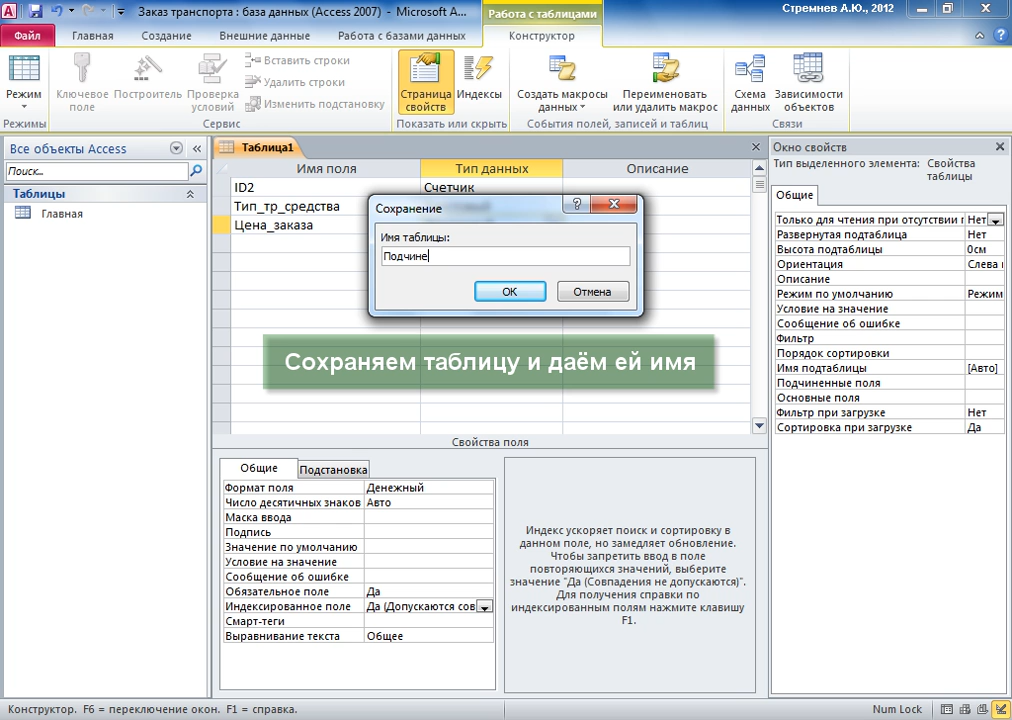 Заказ транспорта : база данных (Access 2007) - Microsoft A...
Работа с таблицами
Стремнев А.Ю., 2012
Файл
Главная
Создание
Внешние данные
Работа с базами данных
Конструктор
Режим
Режимы
Ключевое поле
Построитель
Проверка условий
Вставить строки
Удалить строки
Изменить подстановку
Сервис
Страница свойств
Индексы
Показать или скрыть
Создать макросы данных
Переименовать или удалить макрос
События полей, записей и таблиц
Схема данных
Зависимости объектов
Связи
Все объекты Access
Поиск...
Таблицы
Главная
Таблица1
Имя поля
Тип данных
Описание
ID2
Счетчик
Тип_тр_средства
Цена_заказа
Сохранение
Имя таблицы:
Подчине
ОК
Отмена
Сохраняем таблицу и даём ей имя
Свойства поля
Общие
Подстановка
Формат поля Денежный
Число десятичных знаков Авто
Маска ввода
Подпись
Значение по умолчанию
Условие на значение
Сообщение об ошибке
Обязательное поле Да
Индексированное поле Да (Допускаются сов
Смарт-теги
Выравнивание текста Общее
Индекс ускоряет поиск и сортировку в
данном поле, но замедляет обновление.
Чтобы запретить ввод в поле
повторяющихся значений, выберите
значение "Да (Совпадения не допускаются)".
Для получения справки по
индексированным полям нажмите клавишу
F1.
Окно свойств
Тип выделенного элемента: Свойства таблицы
Общие
Только для чтения при отсутствии п Нет
Развернутая подтаблица Нет
Высота подтаблицы 0см
Ориентация Слева н
Описание
Режим по умолчанию Режим
Условие на значение
Сообщение об ошибке
Фильтр
Порядок сортировки
Имя подтаблицы [Авто]
Подчиненные поля
Основные поля
Фильтр при загрузке Нет
Сортировка при загрузке Да
Конструктор. F6 = переключение окон. F1 = справка.
Num Lock